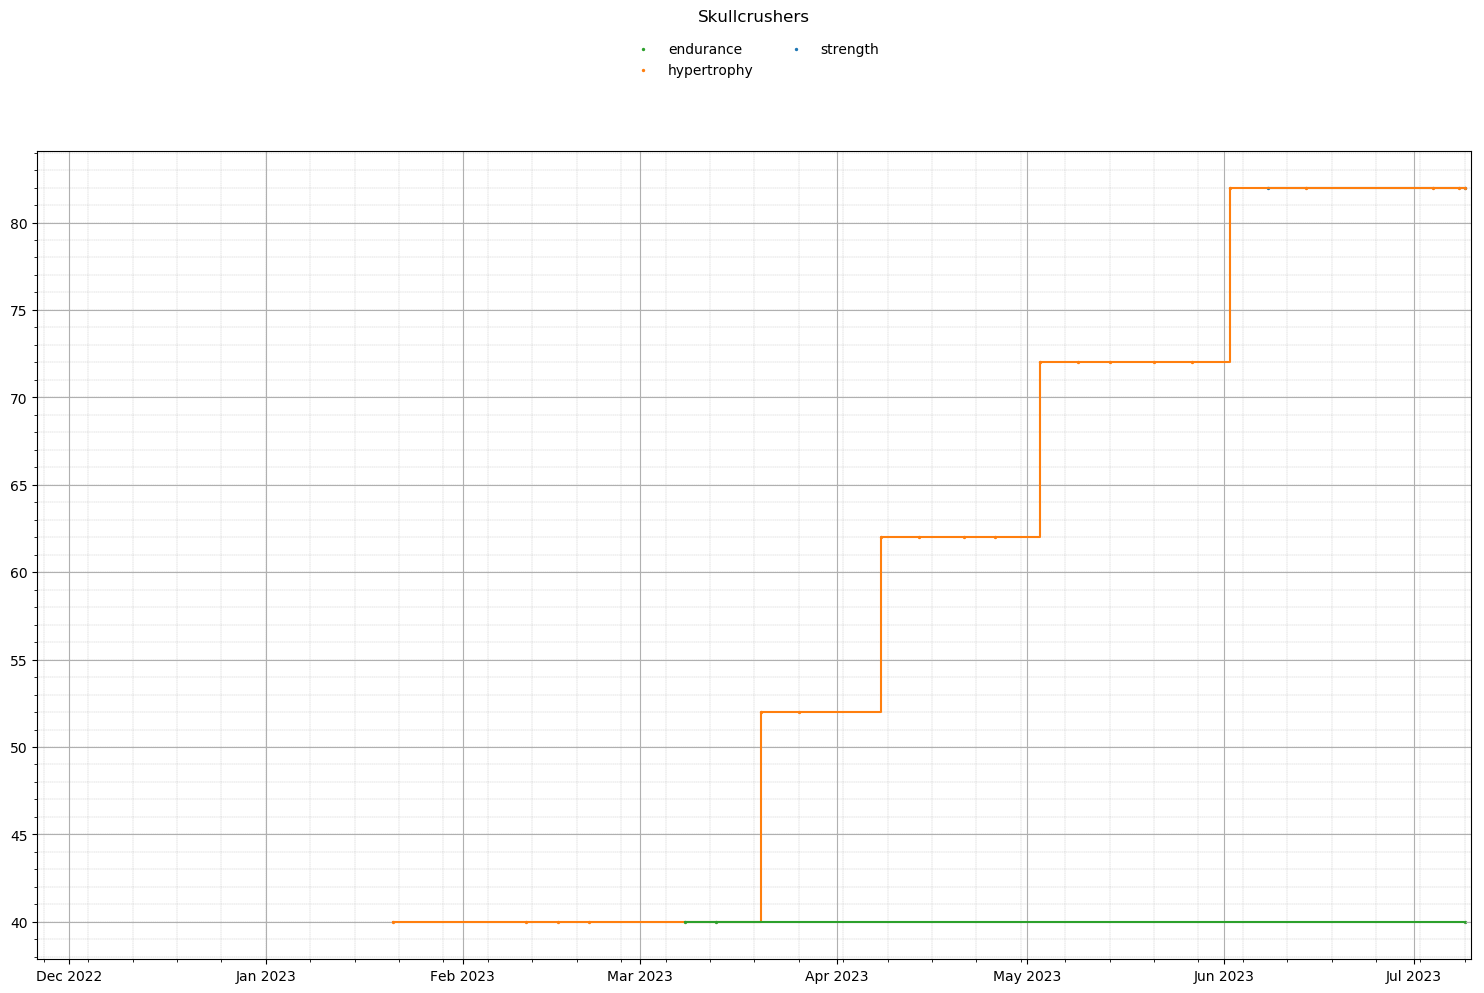 Skullcrushers
endurance
hypertrophy
strength
80
75
70
65
60
55
50
45
40
Dec 2022
Jan 2023
Feb 2023
Mar 2023
Apr 2023
May 2023
Jun 2023
Jul 2023